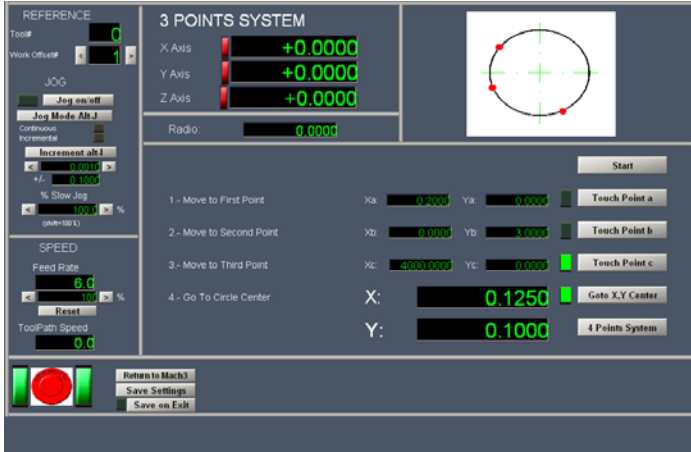 REFERENCE
Tool# 0
Work Offset# < 1 >
JOG
Jog on/off
Jog Mode Alt-J
Continuous
Incremental
Increment alt-I
< 0.0010 >
+/- 0.1000
% Slow Jog
< 100.0 > %
(shift=100%)
SPEED
Feed Rate
6.0
< 100 > %
Reset
ToolPath Speed
0.0
3 POINTS SYSTEM
X Axis +0.0000
Y Axis +0.0000
Z Axis +0.0000
Radio: 0.0000
Start
1.- Move to First Point Xa: 0.2000 Ya: 0.0000 Touch Point a
2.- Move to Second Point Xb: 0.0000 Yb: 3.0000 Touch Point b
3.- Move to Third Point Xc: 4000.0000 Yc: 0.0000 Touch Point c
4.- Go To Circle Center X: 0.1250 Goto X,Y Center
Y: 0.1000 4 Points System
Return to Mach3
Save Settings
Save on Exit